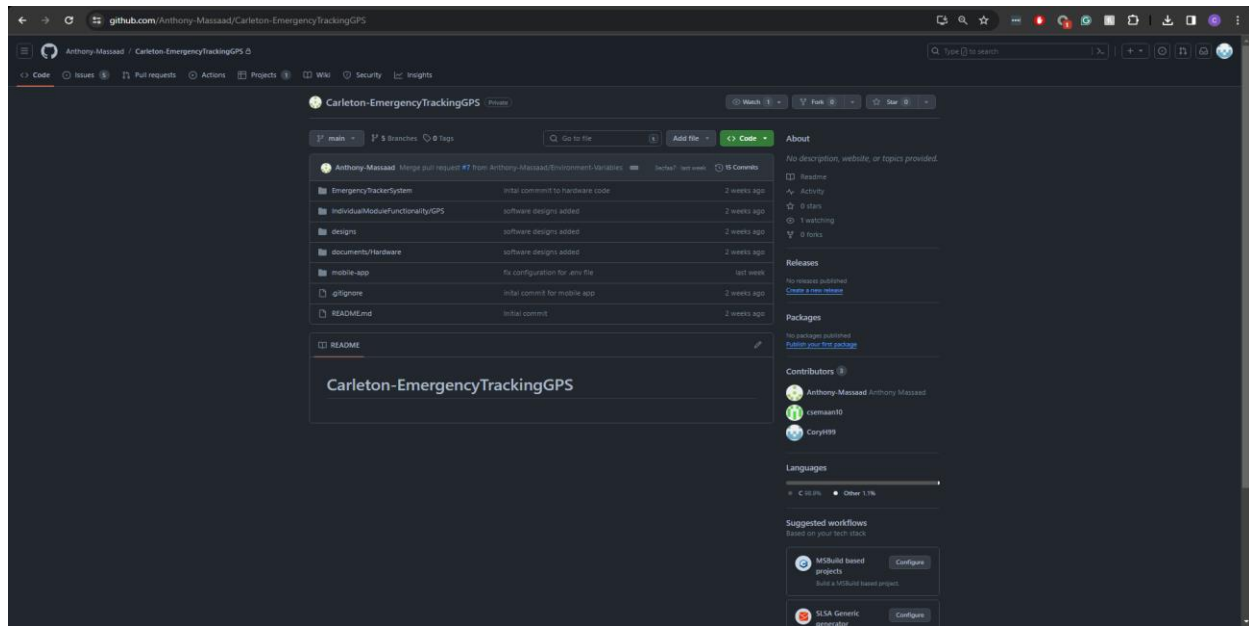 github.com/Anthony-Massaad/Carleton-EmergencyTrackingGPS
Anthony-Massaad / Carleton-EmergencyTrackingGPS
Type / to search
Code Issues 5 Pull requests Actions Projects Wiki Security Insights
Carleton-EmergencyTrackingGPS Private
Watch 1 Fork 0 Star 0
main 5 Branches 0 Tags Go to file Add file Code
Anthony-Massaad Merge pull request #7 from Anthony-Massaad/Environment-Variables last week 15 Commits
EmergencyTrackerSystem inital commmit to hardware code 2 weeks ago
IndividualModuleFunctionality/GPS software designs added 2 weeks ago
designs software designs added 2 weeks ago
documents/Hardware software designs added 2 weeks ago
mobile-app fix configuration for .env file last week
.gitignore inital commit for mobile app 2 weeks ago
README.md Initial commit 2 weeks ago
README
Carleton-EmergencyTrackingGPS
About
No description, website, or topics provided.
Readme
Activity
0 stars
1 watching
0 forks
Releases
No releases published
Create a new release
Packages
No packages published
Publish your first package
Contributors 3
Anthony-Massaad Anthony Massaad
csemaan10
CoryH99
Languages
C 98.9% Other 1.1%
Suggested workflows
Based on your tech stack
MSBuild based
projects
Configure
Build a MSBuild based project.
SLSA Generic
generator
Configure